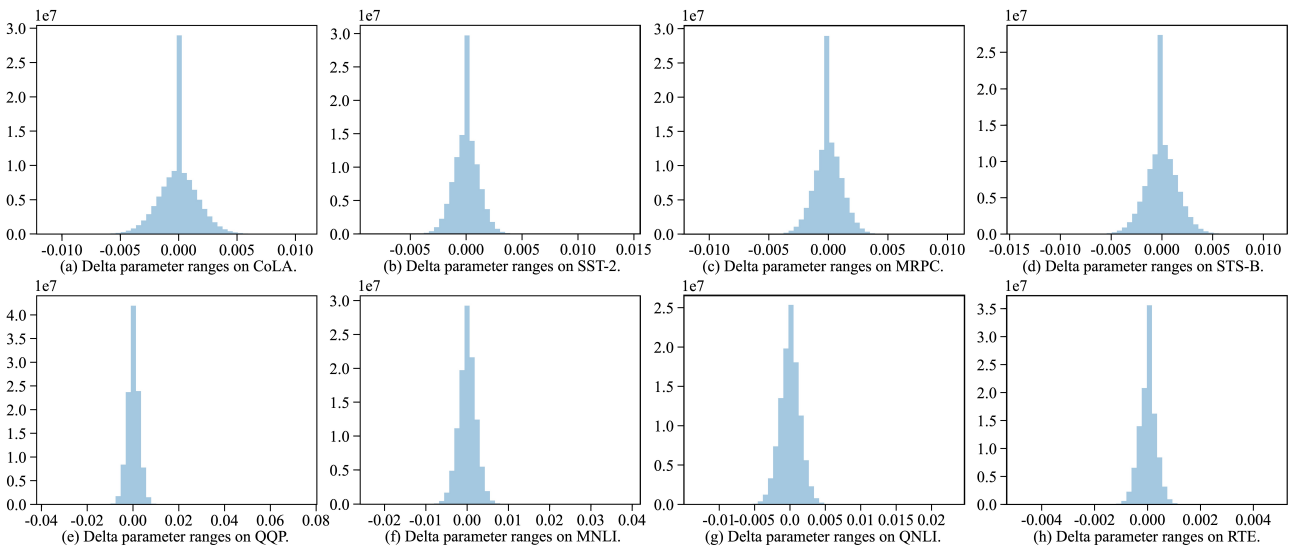 1e7
3.0
2.5
2.0
1.5
1.0
0.5
0.0
-0.010 -0.005 0.000 0.005 0.010
(a) Delta parameter ranges on CoLA.
1e7
3.0
2.5
2.0
1.5
1.0
0.5
0.0
-0.005 0.000 0.005 0.010 0.015
(b) Delta parameter ranges on SST-2.
1e7
3.0
2.5
2.0
1.5
1.0
0.5
0.0
-0.010 -0.005 0.000 0.005 0.010
(c) Delta parameter ranges on MRPC.
1e7
2.5
2.0
1.5
1.0
0.5
0.0
-0.015 -0.010 -0.005 0.000 0.005 0.010
(d) Delta parameter ranges on STS-B.
1e7
4.0
3.5
3.0
2.5
2.0
1.5
1.0
0.5
0.0
-0.04 -0.02 0.00 0.02 0.04 0.06 0.08
(e) Delta parameter ranges on QQP.
1e7
3.0
2.5
2.0
1.5
1.0
0.5
0.0
-0.02 -0.01 0.00 0.01 0.02 0.03 0.04
(f) Delta parameter ranges on MNLI.
1e7
2.5
2.0
1.5
1.0
0.5
0.0
-0.01 -0.005 0.0 0.005 0.01 0.015 0.02
(g) Delta parameter ranges on QNLI.
1e7
3.5
3.0
2.5
2.0
1.5
1.0
0.5
0.0
-0.004 -0.002 0.000 0.002 0.004
(h) Delta parameter ranges on RTE.